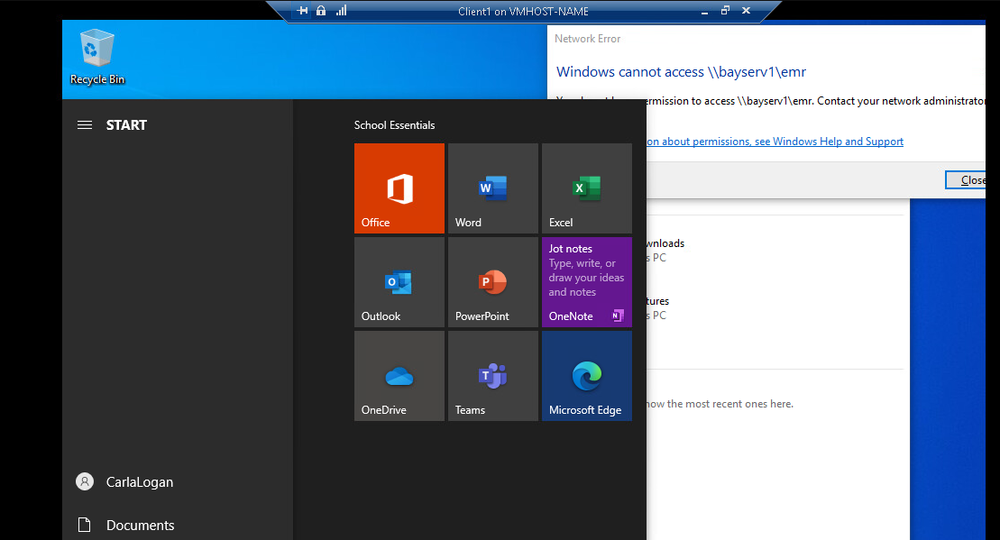 Client1 on VMHOST-NAME
Recycle Bin
Network Error
Windows cannot access \\bayserv1\emr
permission to access \\bayserv1\emr. Contact your network administrator
on about permissions, see Windows Help and Support
Close
START
School Essentials
Office
Word
Excel
Outlook
PowerPoint
Jot notes
Type, write, or
draw your ideas
and notes
OneNote
OneDrive
Teams
Microsoft Edge
wnloads
s PC
tures
s PC
how the most recent ones here.
CarlaLogan
Documents